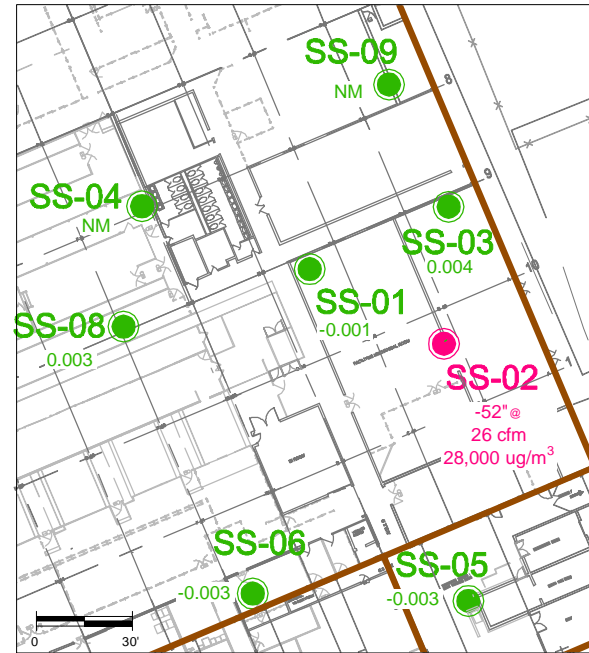 SS-09
NM
8
SS-04
NM
9
SS-03
0.004
10
SS-01
-0.001
SS-08
0.003
SS-02
-52" @
26 cfm
28,000 ug/m³
SS-06
-0.003
SS-05
-0.003
0 30'